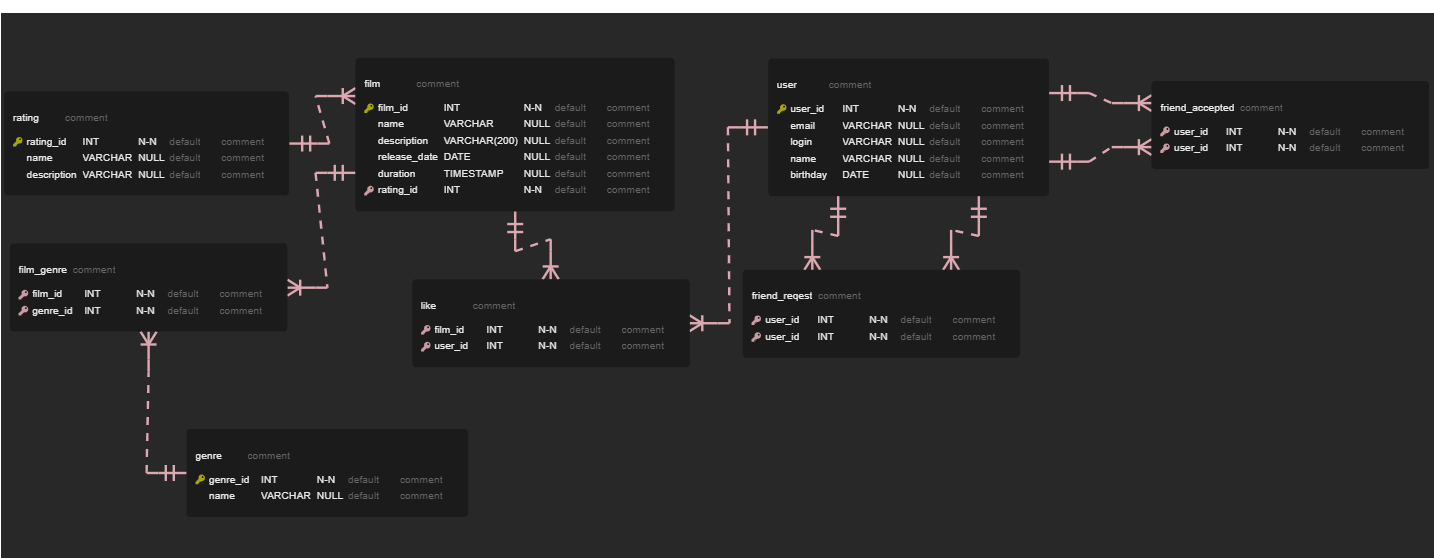 rating comment
rating_id INT N-N default comment
name VARCHAR NULL default comment
description VARCHAR NULL default comment
film comment
film_id INT N-N default comment
name VARCHAR NULL default comment
description VARCHAR(200) NULL default comment
release_date DATE NULL default comment
duration TIMESTAMP NULL default comment
rating_id INT N-N default comment
user comment
user_id INT N-N default comment
email VARCHAR NULL default comment
login VARCHAR NULL default comment
name VARCHAR NULL default comment
birthday DATE NULL default comment
friend_accepted comment
user_id INT N-N default comment
user_id INT N-N default comment
film_genre comment
film_id INT N-N default comment
genre_id INT N-N default comment
like comment
film_id INT N-N default comment
user_id INT N-N default comment
friend_reqest comment
user_id INT N-N default comment
user_id INT N-N default comment
genre comment
genre_id INT N-N default comment
name VARCHAR NULL default comment